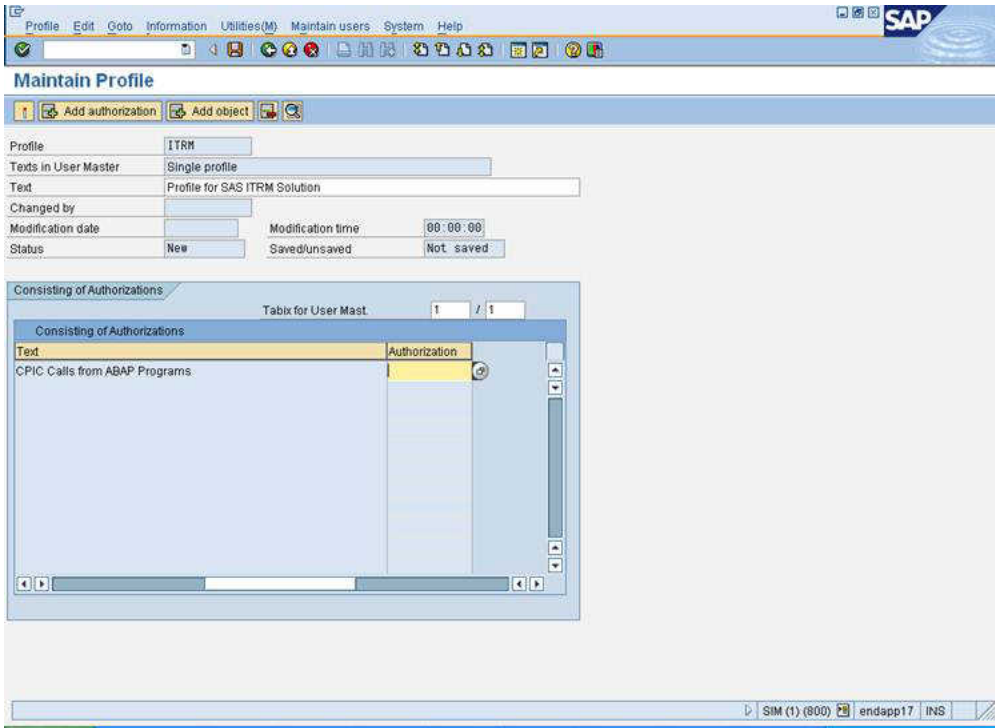 Profile Edit Goto Information Utilities(M) Maintain users System Help
SAP
Maintain Profile
Add authorization Add object
Profile ITRM
Texts in User Master Single profile
Text Profile for SAS ITRM Solution
Changed by
Modification date Modification time 00:00:00
Status New Saved/unsaved Not saved
Consisting of Authorizations
Tabix for User Mast. 1 / 1
Consisting of Authorizations
Text Authorization
CPIC Calls from ABAP Programs
SIM (1) (800) endapp17 INS